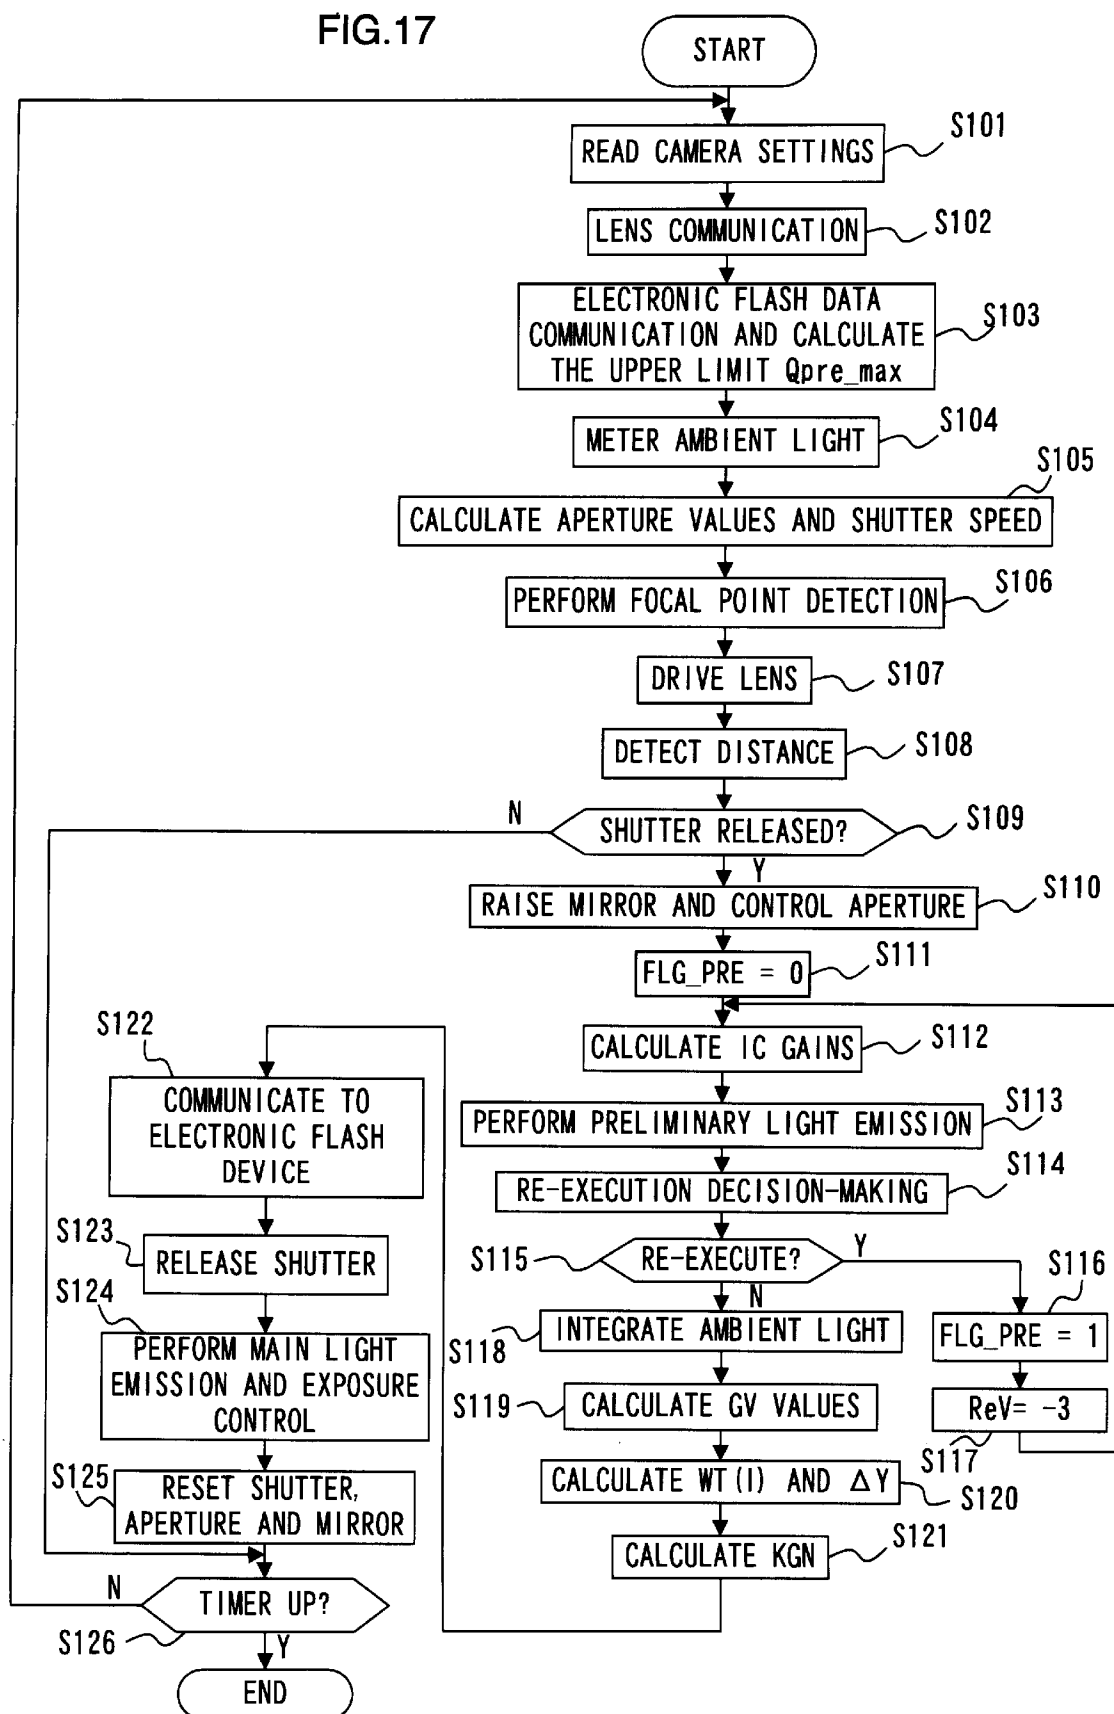 FIG.17
START
READ CAMERA SETTINGS
S101
LENS COMMUNICATION
S102
ELECTRONIC FLASH DATA
COMMUNICATION AND CALCULATE
THE UPPER LIMIT Qpre_max
S103
METER AMBIENT LIGHT
S104
S105
CALCULATE APERTURE VALUES AND SHUTTER SPEED
PERFORM FOCAL POINT DETECTION
S106
DRIVE LENS
S107
DETECT DISTANCE
S108
N
SHUTTER RELEASED?
S109
Y
RAISE MIRROR AND CONTROL APERTURE
S110
FLG_PRE = 0
S111
CALCULATE IC GAINS
S112
PERFORM PRELIMINARY LIGHT EMISSION
S113
RE-EXECUTION DECISION-MAKING
S114
S115
RE-EXECUTE?
Y
N
S116
FLG_PRE = 1
ReV= -3
S117
INTEGRATE AMBIENT LIGHT
S118
S119
CALCULATE GV VALUES
CALCULATE WT(I) AND ΔY
S120
CALCULATE KGN
S121
S122
COMMUNICATE TO
ELECTRONIC FLASH
DEVICE
S123
RELEASE SHUTTER
S124
PERFORM MAIN LIGHT
EMISSION AND EXPOSURE
CONTROL
S125
RESET SHUTTER,
APERTURE AND MIRROR
N
TIMER UP?
S126
Y
END